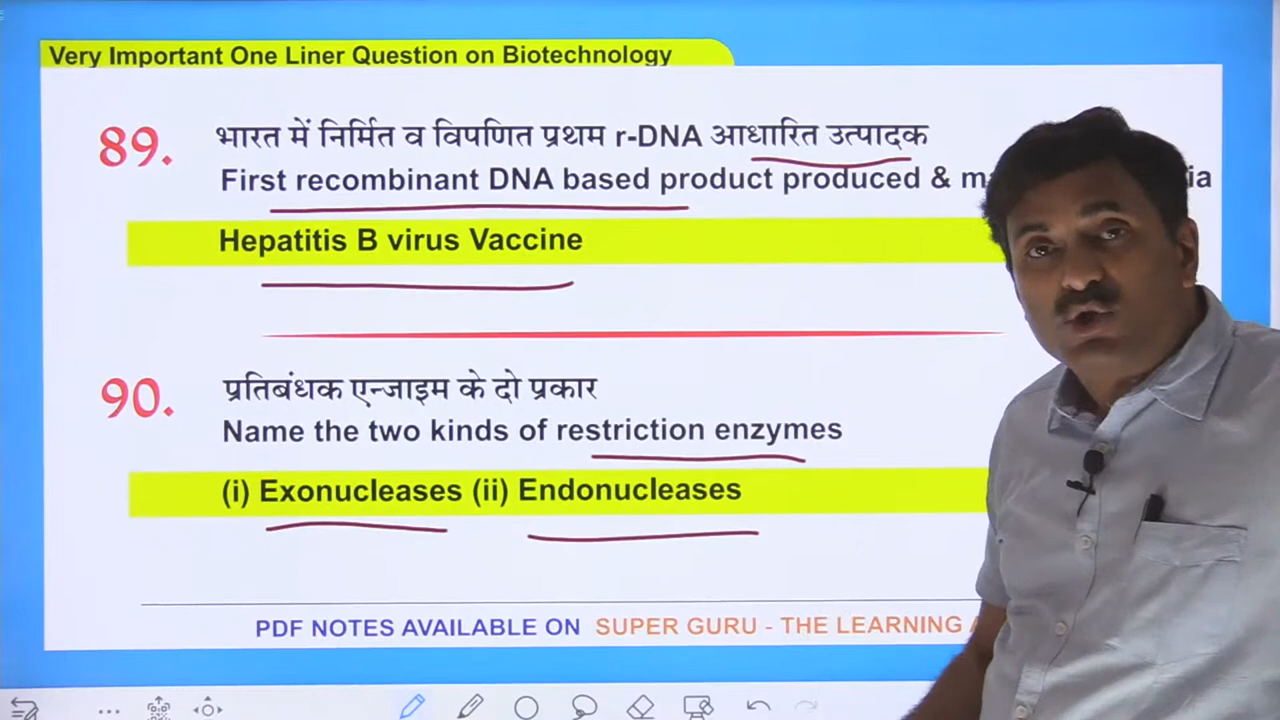 Very Important One Liner Question on Biotechnology
89. भारत में निर्मित व विपणित प्रथम r-DNA आधारित उत्पादक
First recombinant DNA based product produced & m
Hepatitis B virus Vaccine
90. प्रतिबंधक एन्जाइम के दो प्रकार
Name the two kinds of restriction enzymes
(i) Exonucleases (ii) Endonucleases
PDF NOTES AVAILABLE ON SUPER GURU - THE LEARNING